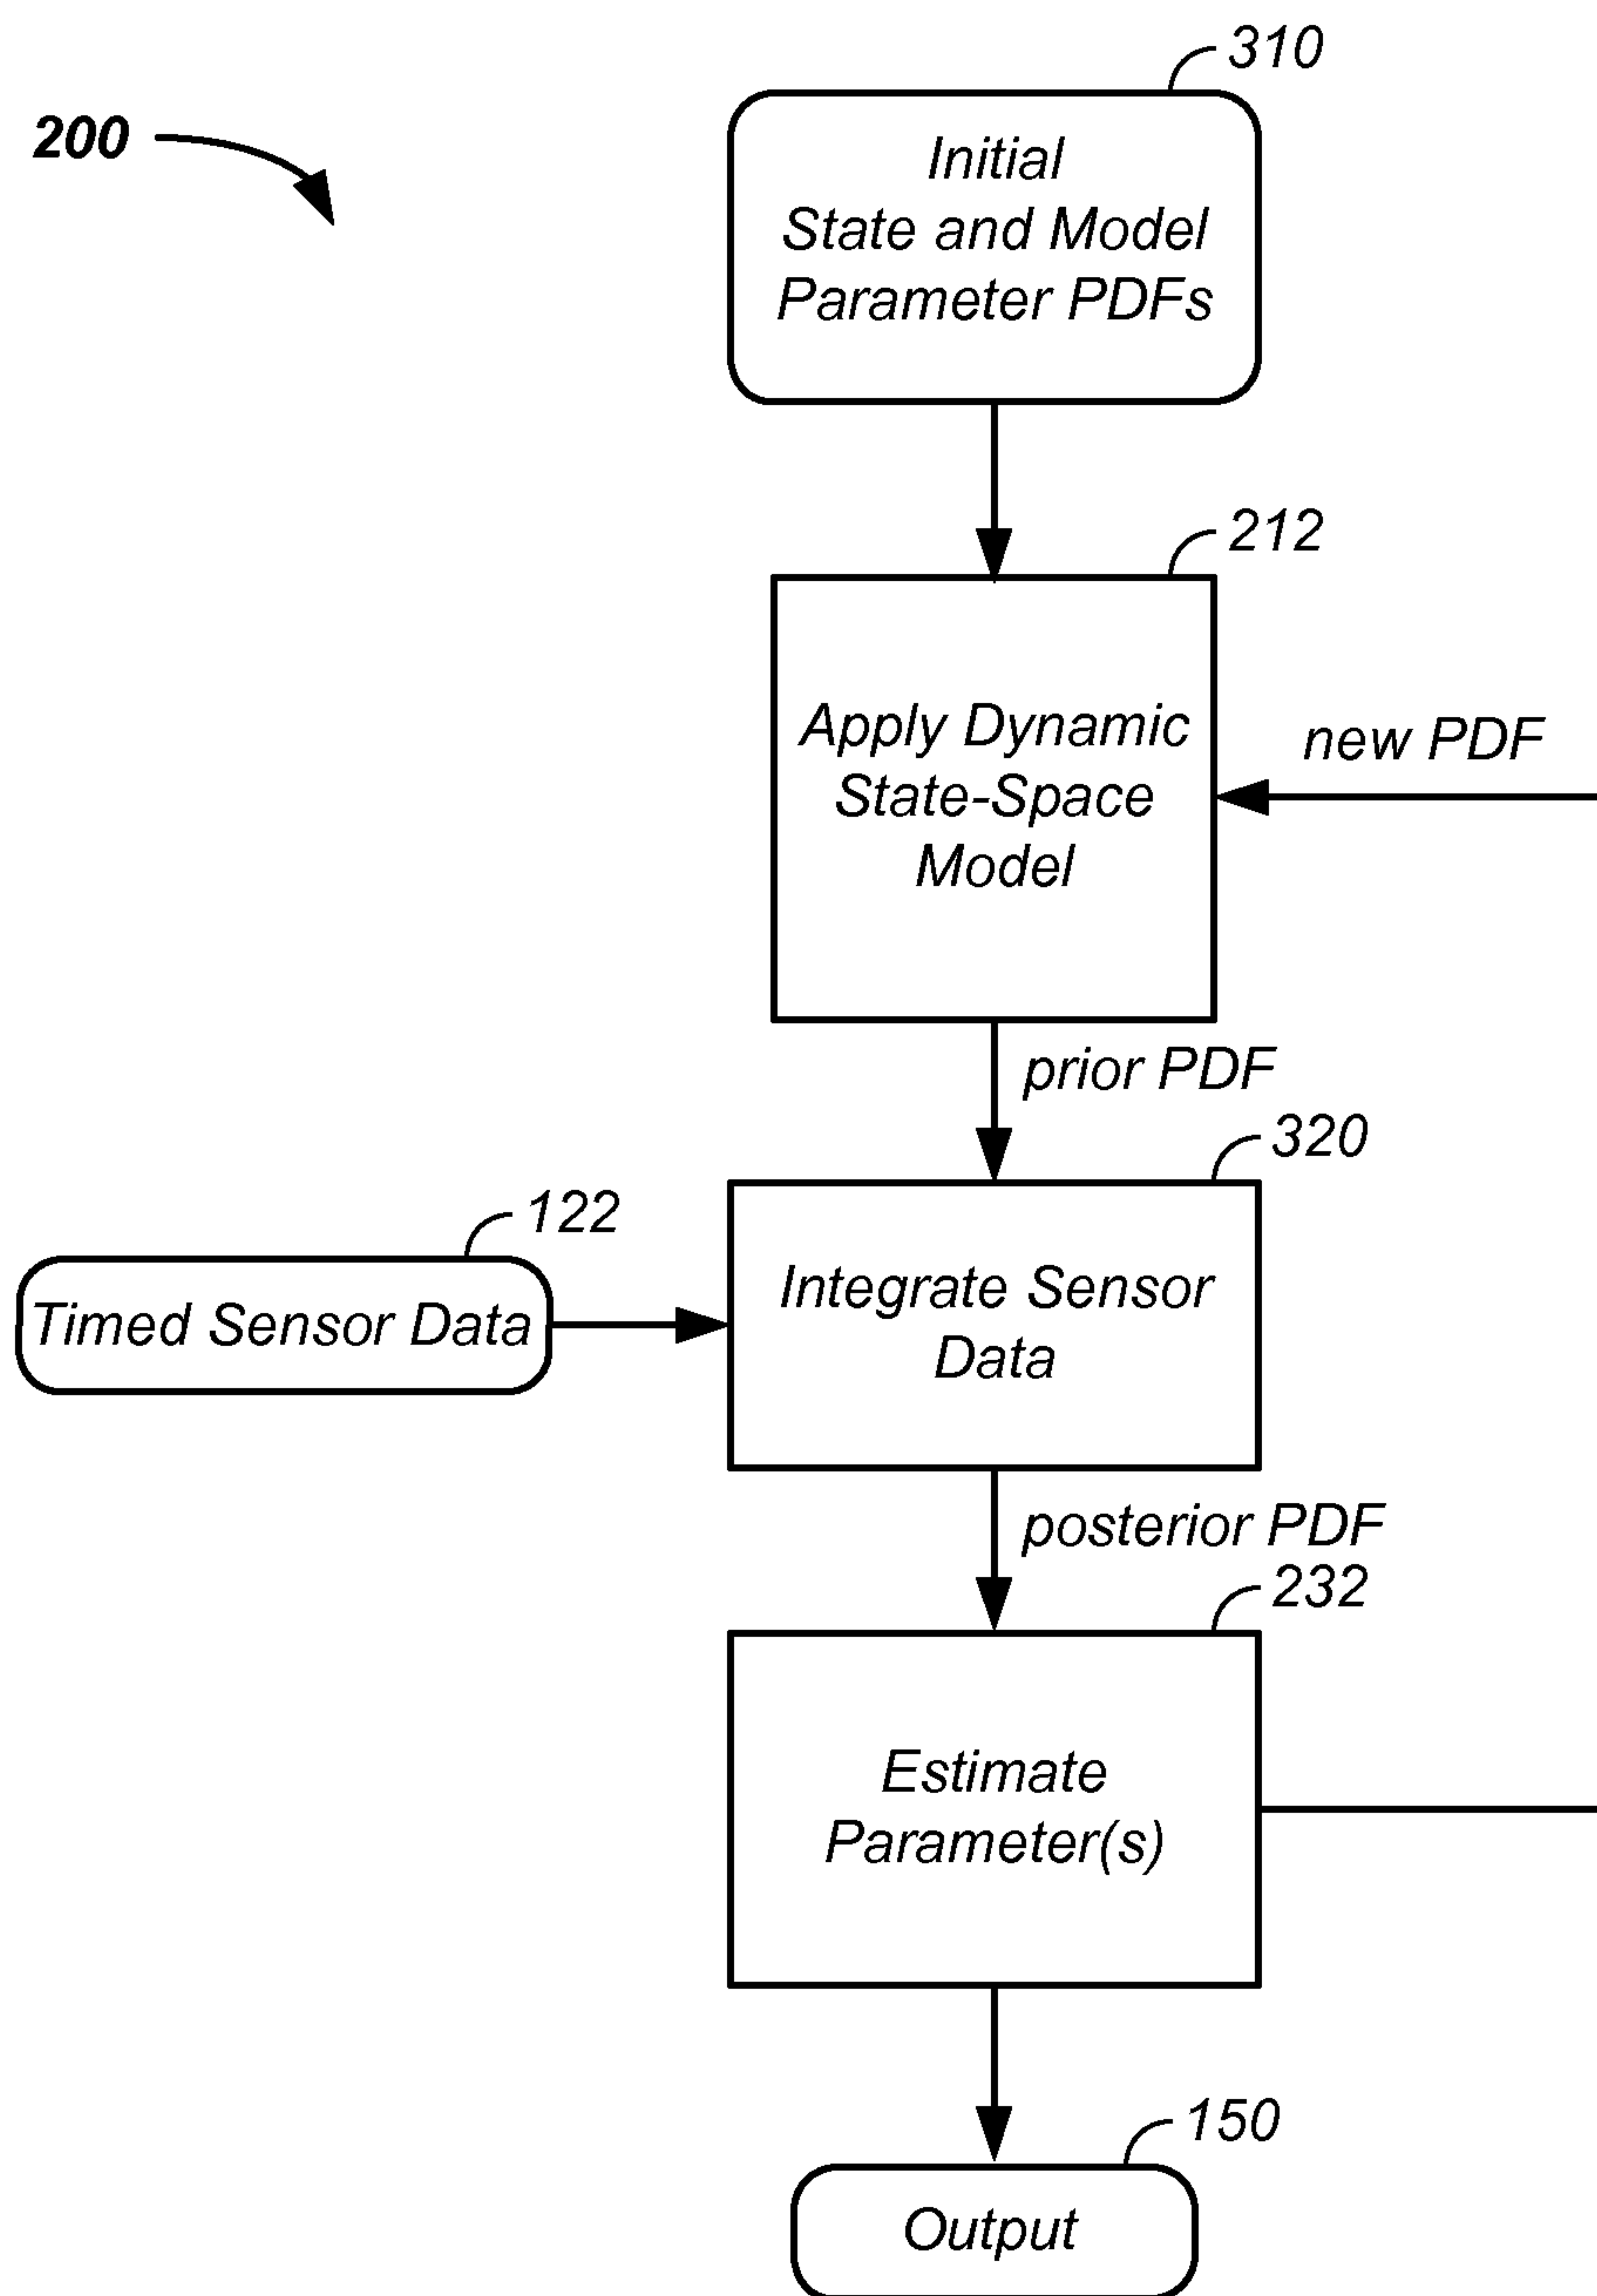 310
200
Initial
State and Model
Parameter PDFs
212
Apply Dynamic
State-Space
Model
new PDF
prior PDF
320
122
Integrate Sensor
Data
Timed Sensor Data
posterior PDF
232
Estimate
Parameter(s)
150
Output